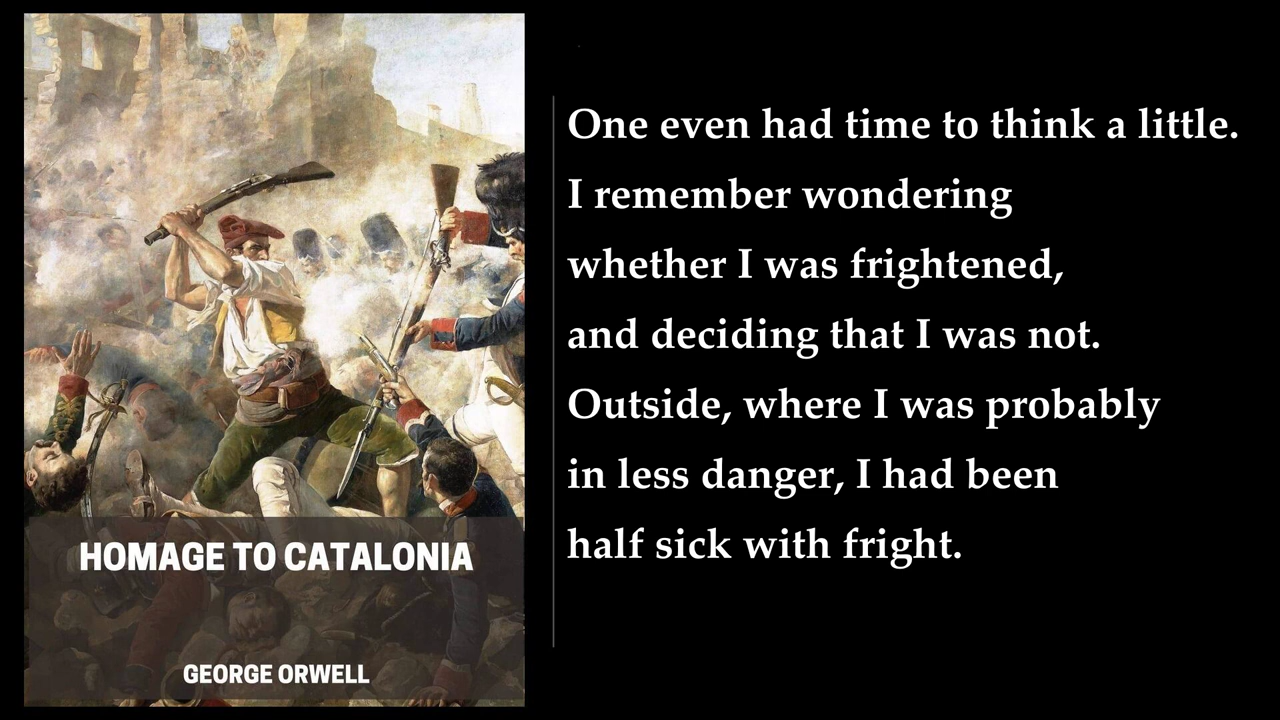 HOMAGE TO CATALONIA
GEORGE ORWELL
One even had time to think a little.
I remember wondering
whether I was frightened,
and deciding that I was not.
Outside, where I was probably
in less danger, I had been
half sick with fright.